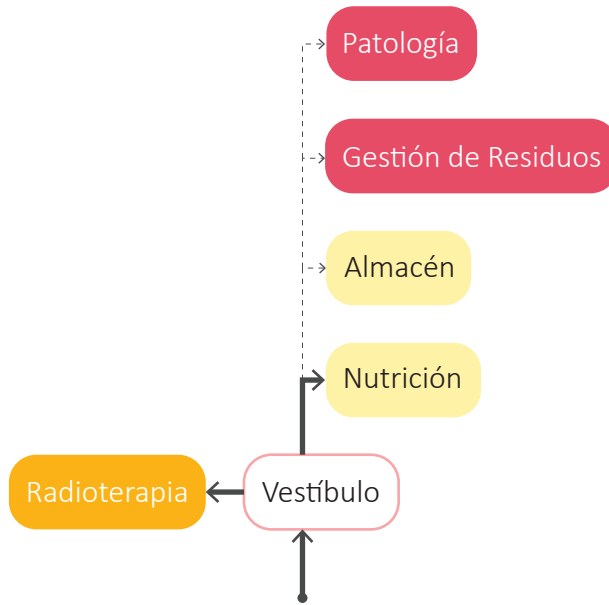 Patología
Gestión de Residuos
Almacén
Nutrición
Radioterapia
Vestíbulo